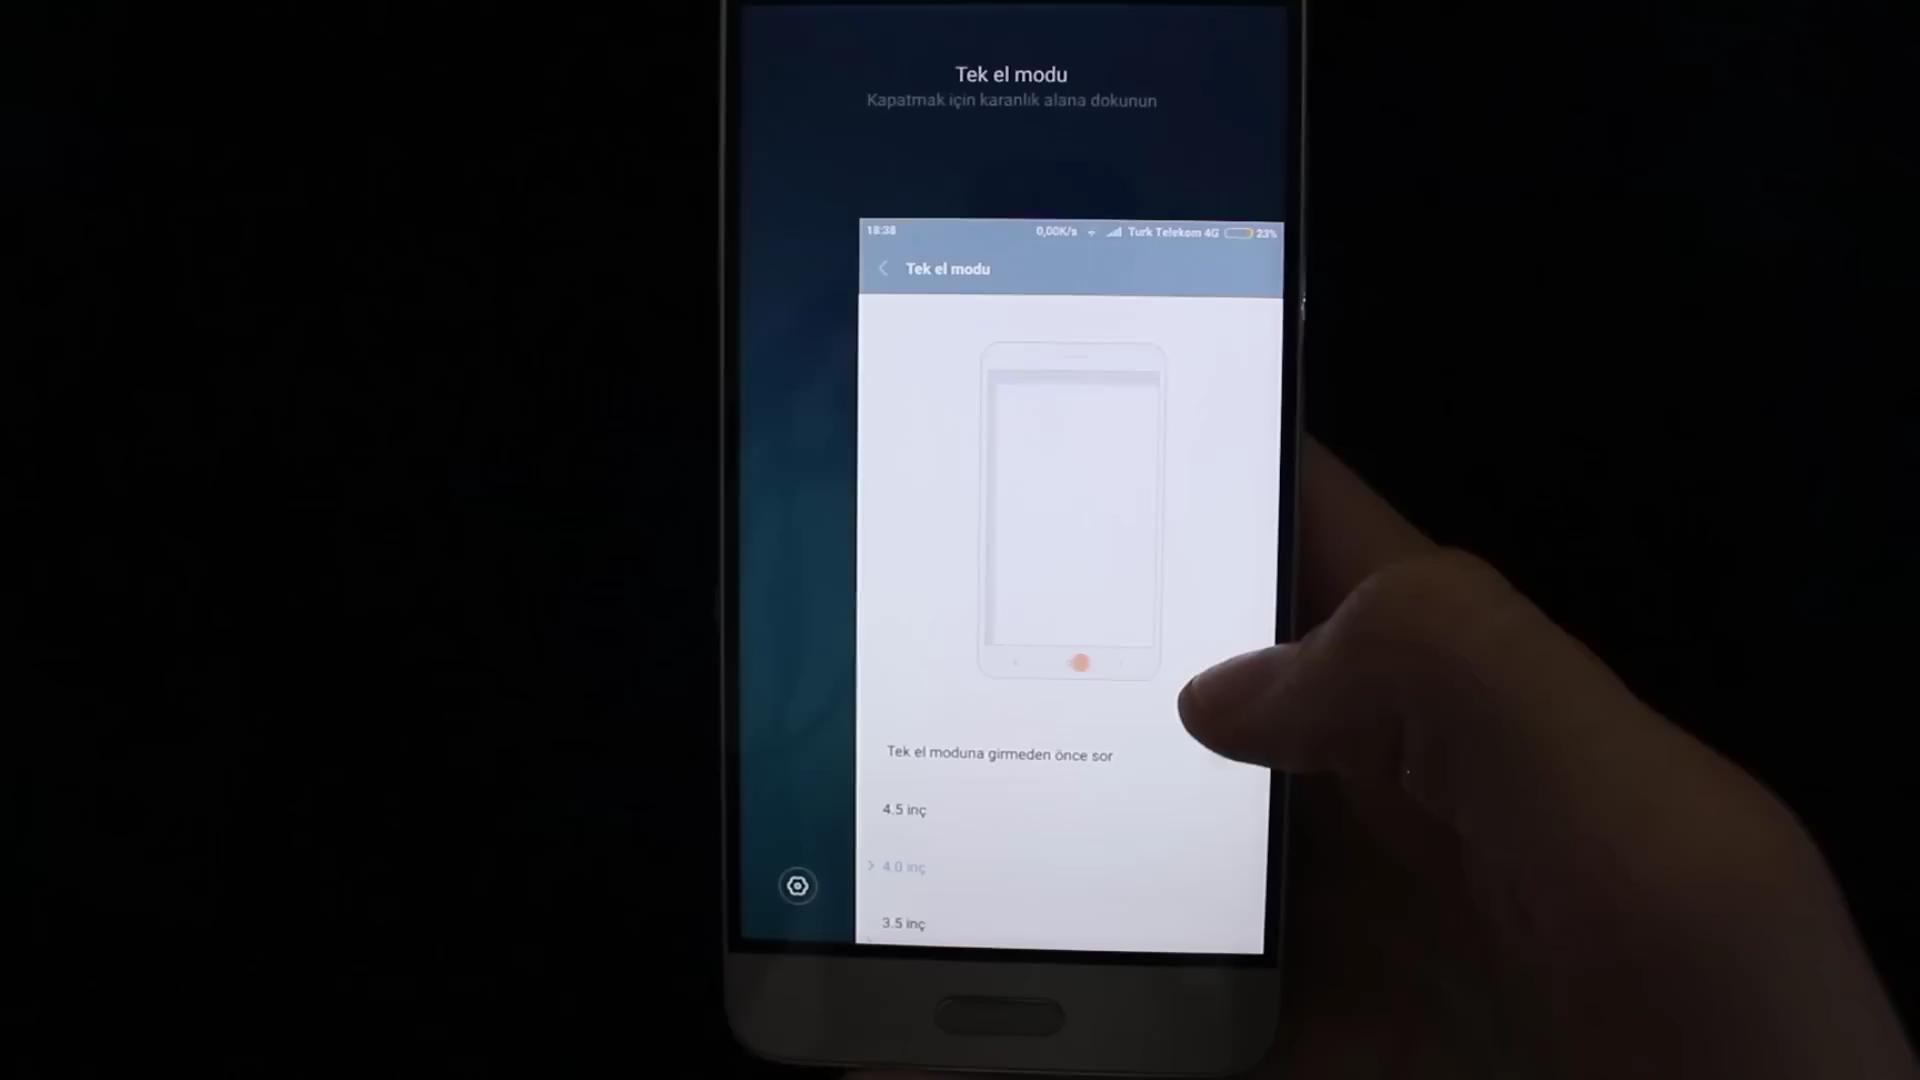 Tek el modu
Kapatmak için karanlık alana dokunun
18:38 0,00K/s Turk Telekom 4G 23%
Tek el modu
Tek el moduna girmeden önce sor
4.5 inç
4.0 inç
3.5 inç